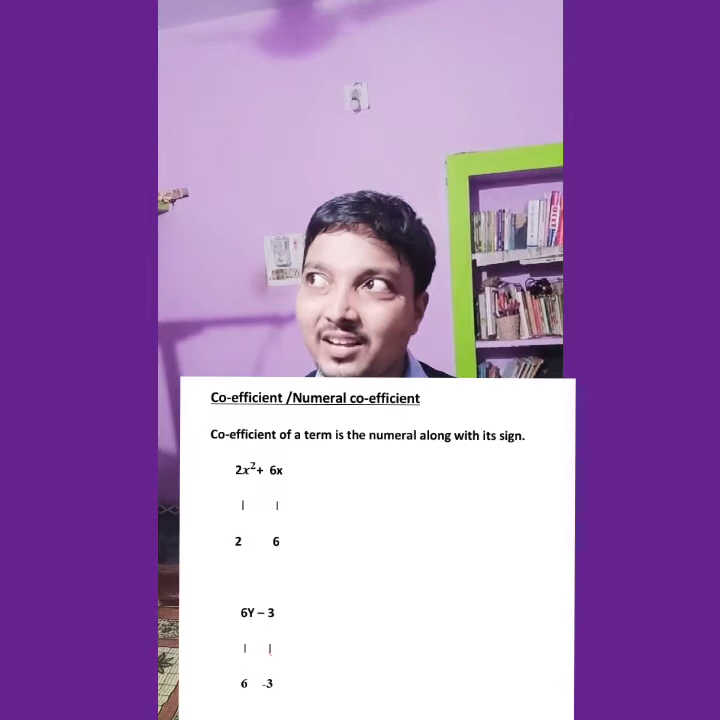 Co-efficient /Numeral co-efficient
Co-efficient of a term is the numeral along with its sign.
2x²+ 6x
| |
2 6
6Y – 3
| |
6 -3